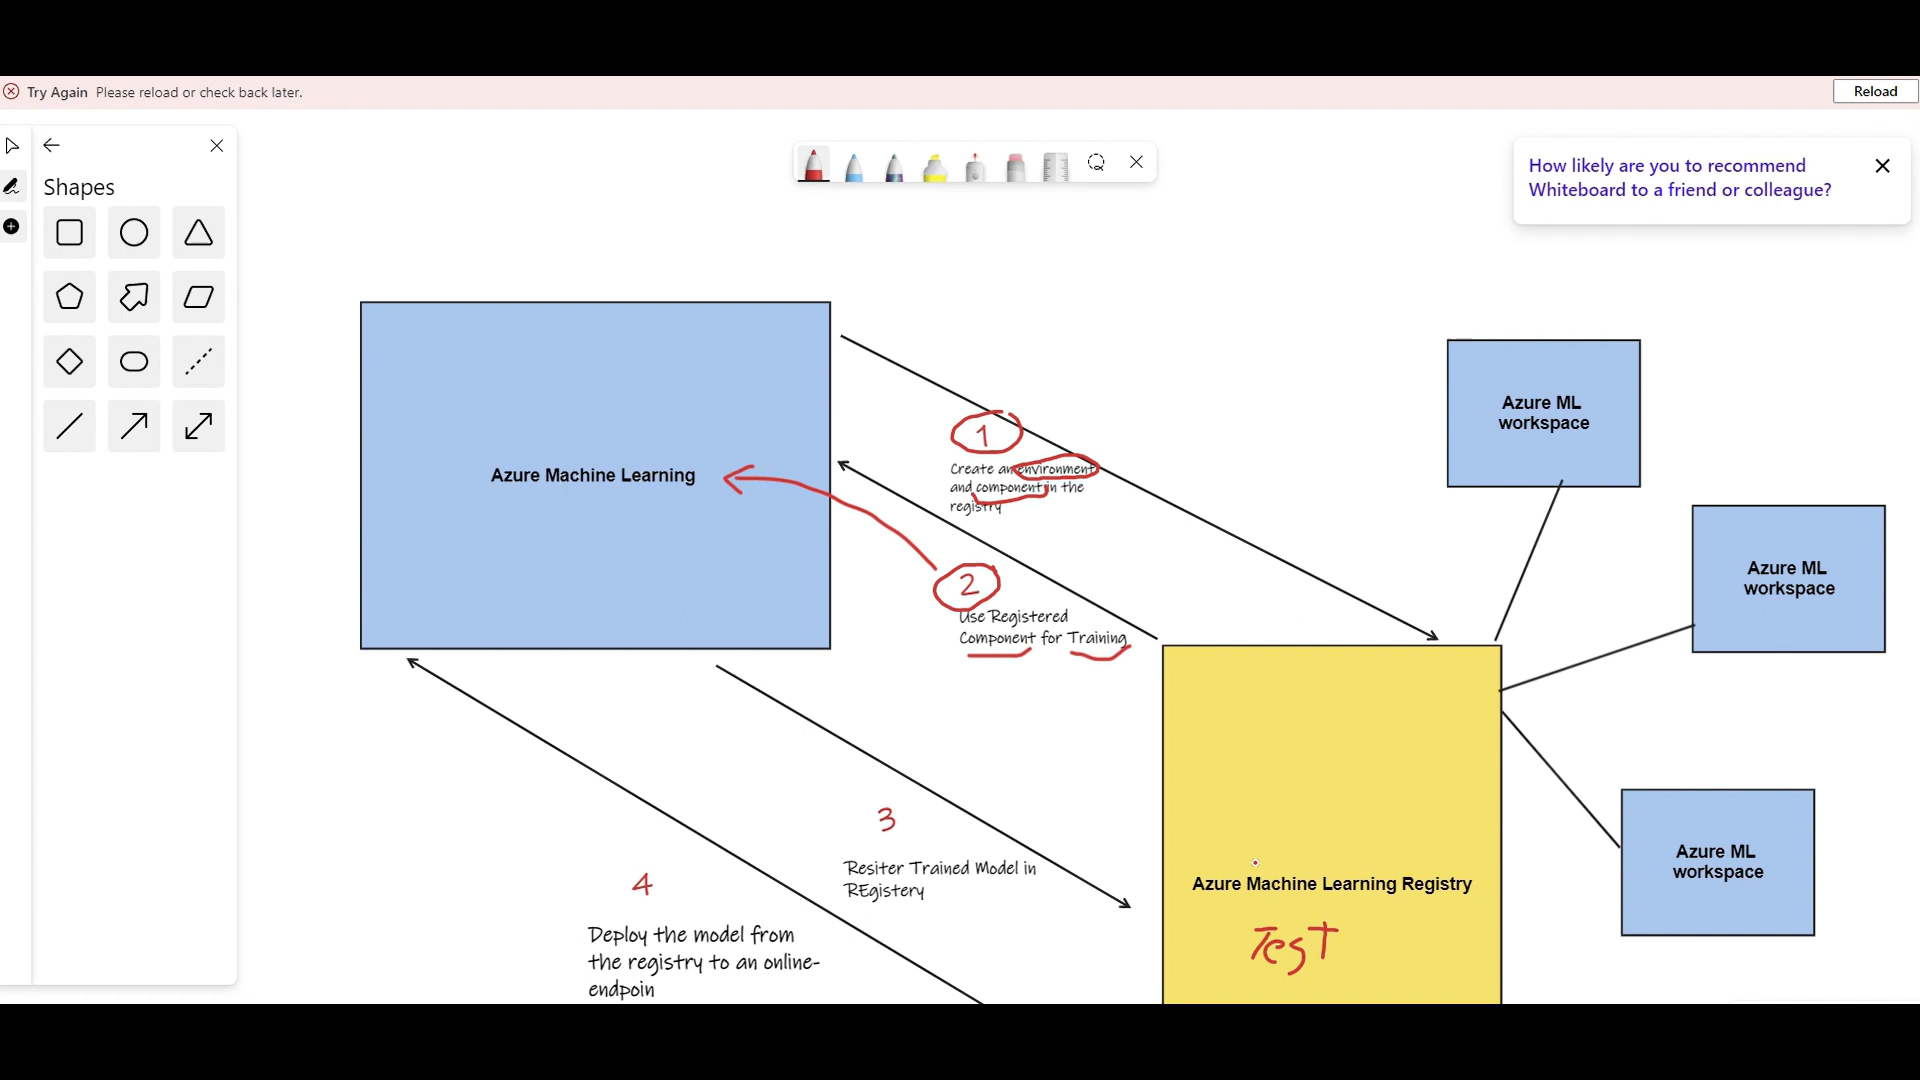 Try Again Please reload or check back later.
Reload
Shapes
How likely are you to recommend
Whiteboard to a friend or colleague?
Azure Machine Learning
1
Create an environment
and component in the
registry
2
Use Registered
Component for Training
3
Resiter Trained Model in
REgistery
4
Deploy the model from
the registry to an online-
endpoin
Azure Machine Learning Registry
TesT
Azure ML
workspace
Azure ML
workspace
Azure ML
workspace